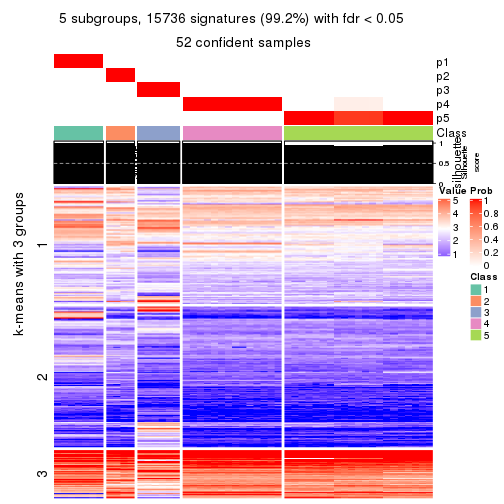 5 subgroups, 15736 signatures (99.2%) with fdr < 0.05
52 confident samples
p1
p2
p3
p4
p5
Class
1
0.5
0
silhouette
Silhouette
score
k-means with 3 groups
1
2
3
Value
5
4
3
2
1
Prob
1
0.8
0.6
0.4
0.2
0
Class
1
2
3
4
5